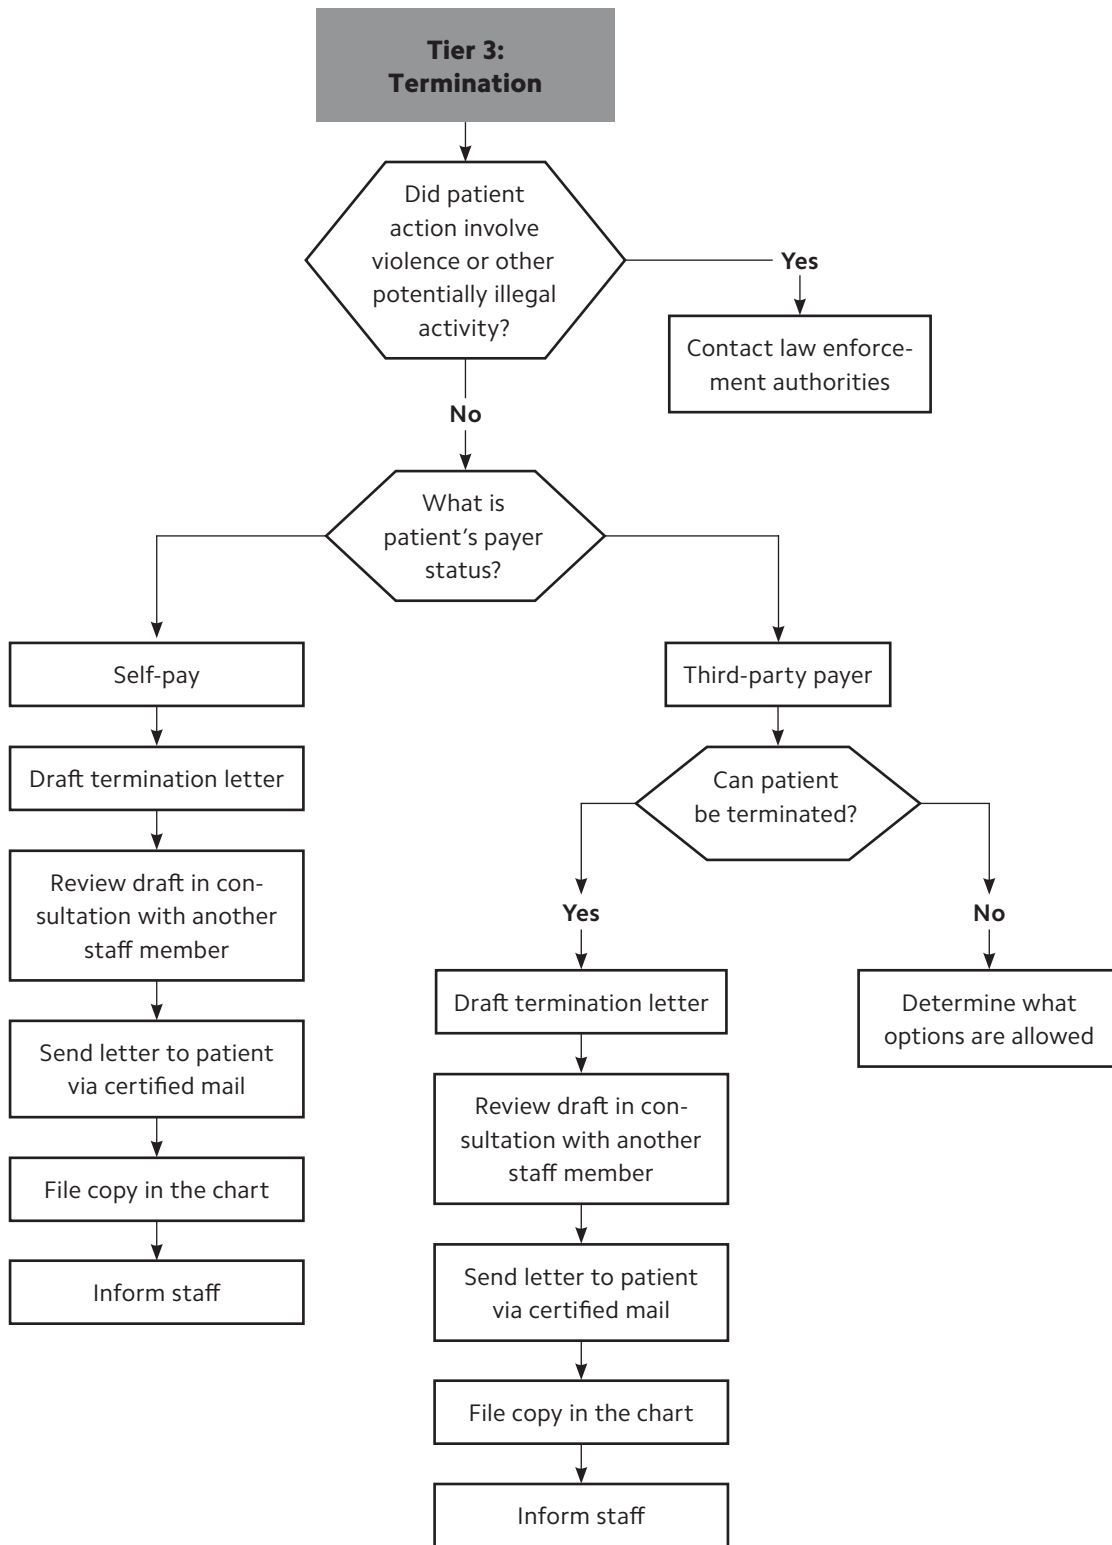 Tier 3:
Termination
Did patient
action involve
violence or other
potentially illegal
activity?
Yes
Contact law enforce-
ment authorities
No
What is
patient’s payer
status?
Self-pay
Draft termination letter
Review draft in con-
sultation with another
staff member
Send letter to patient
via certified mail
File copy in the chart
Inform staff
Third-party payer
Can patient
be terminated?
Yes
Draft termination letter
Review draft in con-
sultation with another
staff member
Send letter to patient
via certified mail
File copy in the chart
Inform staff
No
Determine what
options are allowed